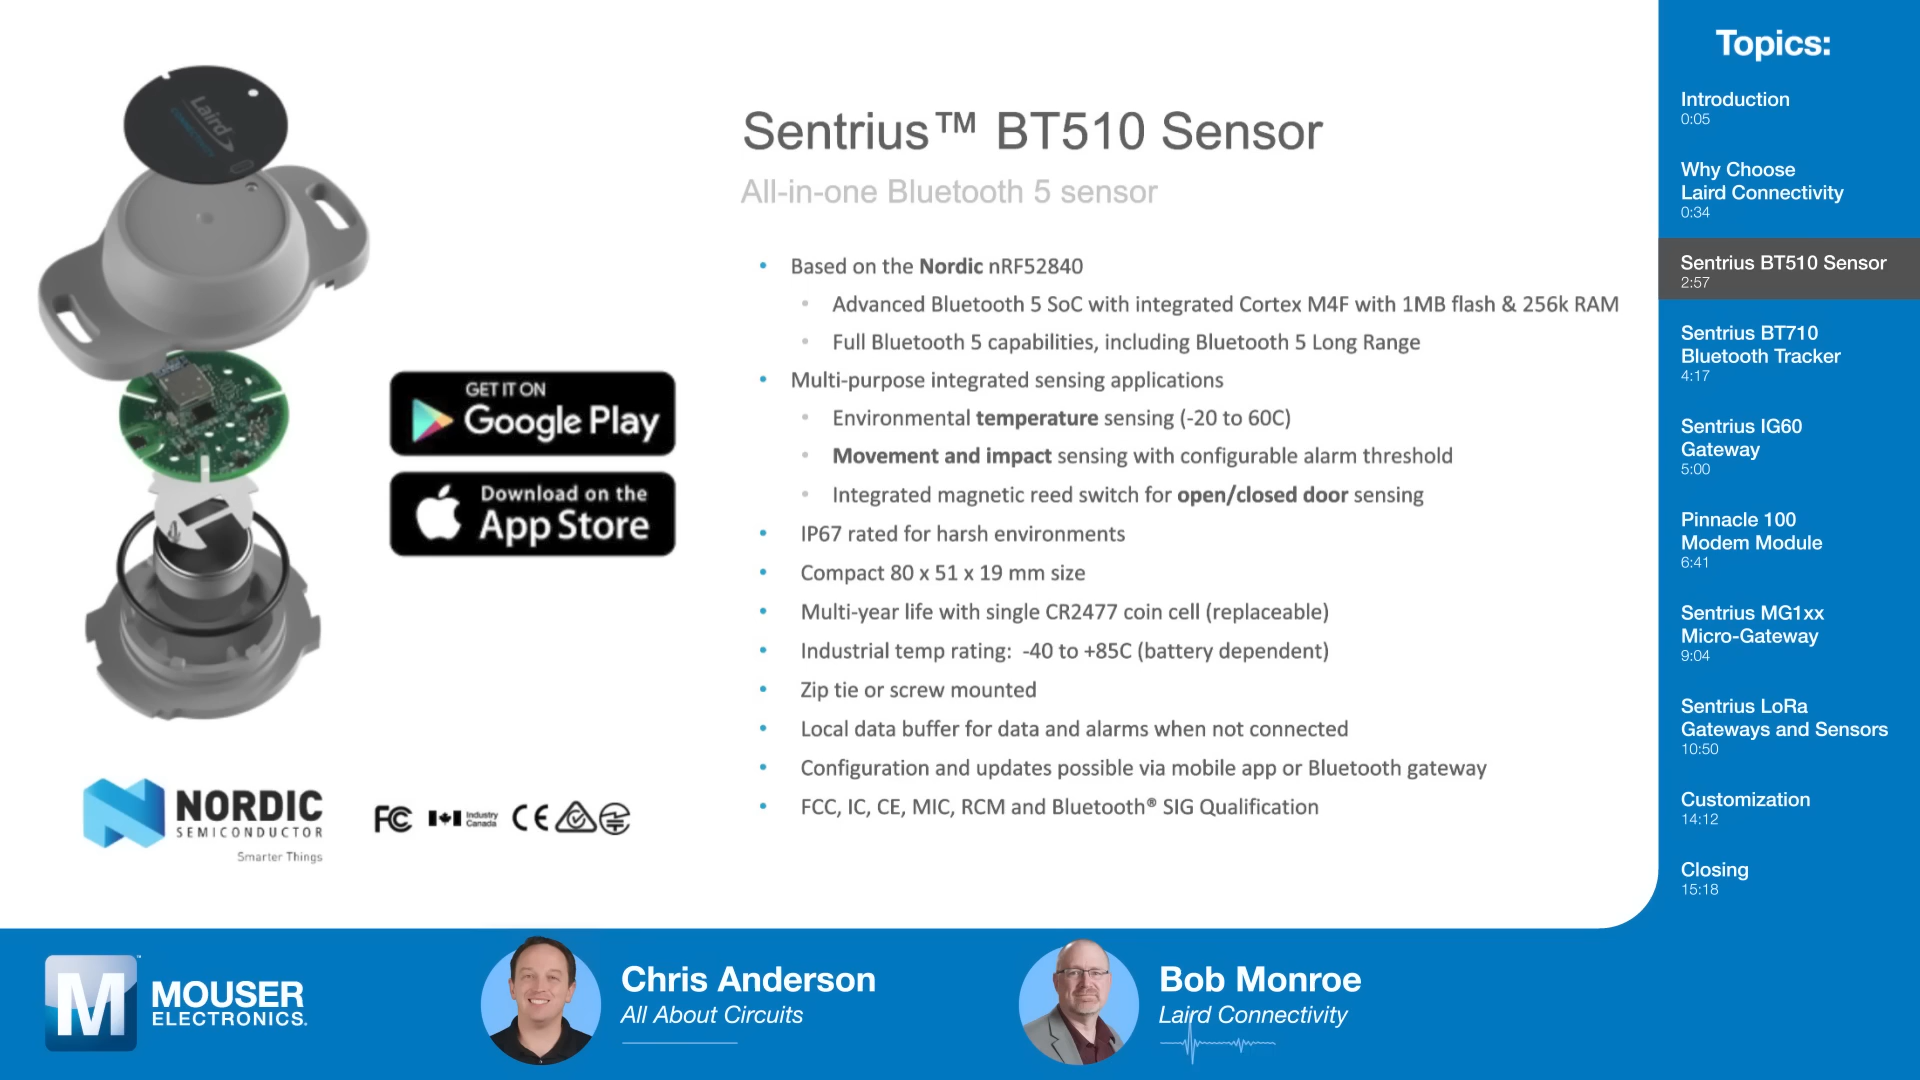 Laird
CONNECTIVITY
Sentrius™ BT510 Sensor
All-in-one Bluetooth 5 sensor
• Based on the Nordic nRF52840
• Advanced Bluetooth 5 SoC with integrated Cortex M4F with 1MB flash & 256k RAM
• Full Bluetooth 5 capabilities, including Bluetooth 5 Long Range
• Multi-purpose integrated sensing applications
• Environmental temperature sensing (-20 to 60C)
• Movement and impact sensing with configurable alarm threshold
• Integrated magnetic reed switch for open/closed door sensing
• IP67 rated for harsh environments
• Compact 80 x 51 x 19 mm size
• Multi-year life with single CR2477 coin cell (replaceable)
• Industrial temp rating: -40 to +85C (battery dependent)
• Zip tie or screw mounted
• Local data buffer for data and alarms when not connected
• Configuration and updates possible via mobile app or Bluetooth gateway
• FCC, IC, CE, MIC, RCM and Bluetooth® SIG Qualification
GET IT ON
Google Play
Download on the
App Store
NORDIC
SEMICONDUCTOR
Smarter Things
FC
Industry
Canada
CE
Topics:
Introduction
0:05
Why Choose
Laird Connectivity
0:34
Sentrius BT510 Sensor
2:57
Sentrius BT710
Bluetooth Tracker
4:17
Sentrius IG60
Gateway
5:00
Pinnacle 100
Modem Module
6:41
Sentrius MG1xx
Micro-Gateway
9:04
Sentrius LoRa
Gateways and Sensors
10:50
Customization
14:12
Closing
15:18
M™
MOUSER
ELECTRONICS.
Chris Anderson
All About Circuits
Bob Monroe
Laird Connectivity